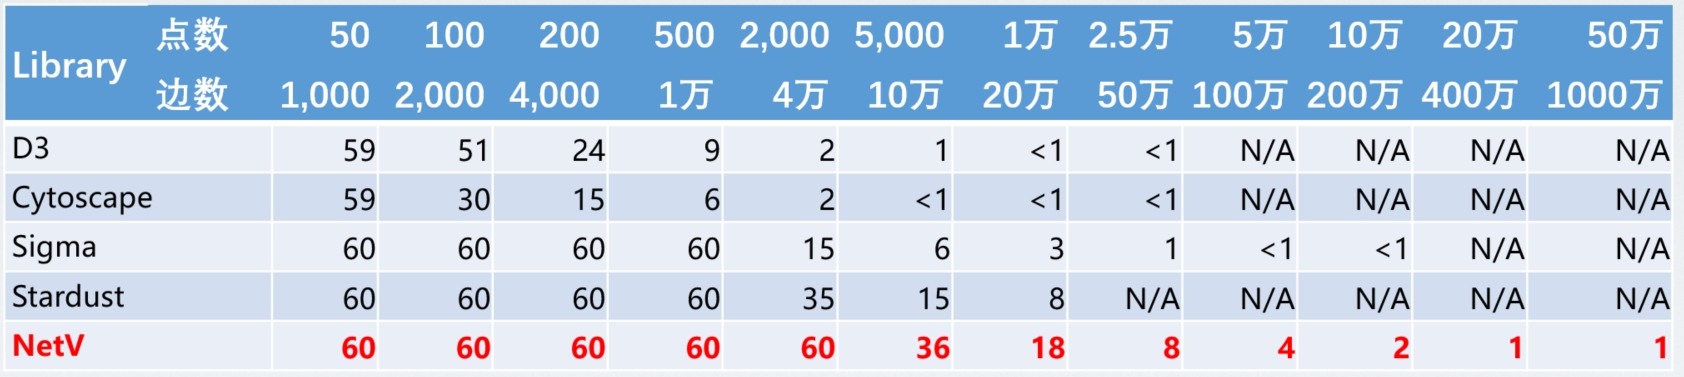 Library 点数 50 100 200 500 2,000 5,000 1万 2.5万 5万 10万 20万 50万
边数 1,000 2,000 4,000 1万 4万 10万 20万 50万 100万 200万 400万 1000万
D3 59 51 24 9 2 1 <1 <1 N/A N/A N/A N/A
Cytoscape 59 30 15 6 2 <1 <1 <1 N/A N/A N/A N/A
Sigma 60 60 60 60 15 6 3 1 <1 <1 N/A N/A
Stardust 60 60 60 60 35 15 8 N/A N/A N/A N/A N/A
NetV 60 60 60 60 60 36 18 8 4 2 1 1